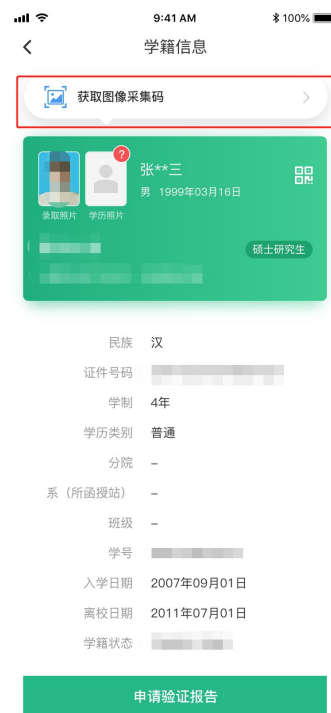 9:41 AM 100%
学籍信息
获取图像采集码
?
张**三
男 1999年03月16日
录取照片 学历照片
硕士研究生
民族 汉
证件号码
学制 4年
学历类别 普通
分院 –
系（所函授站） –
班级 –
学号
入学日期 2007年09月01日
离校日期 2011年07月01日
学籍状态
申请验证报告